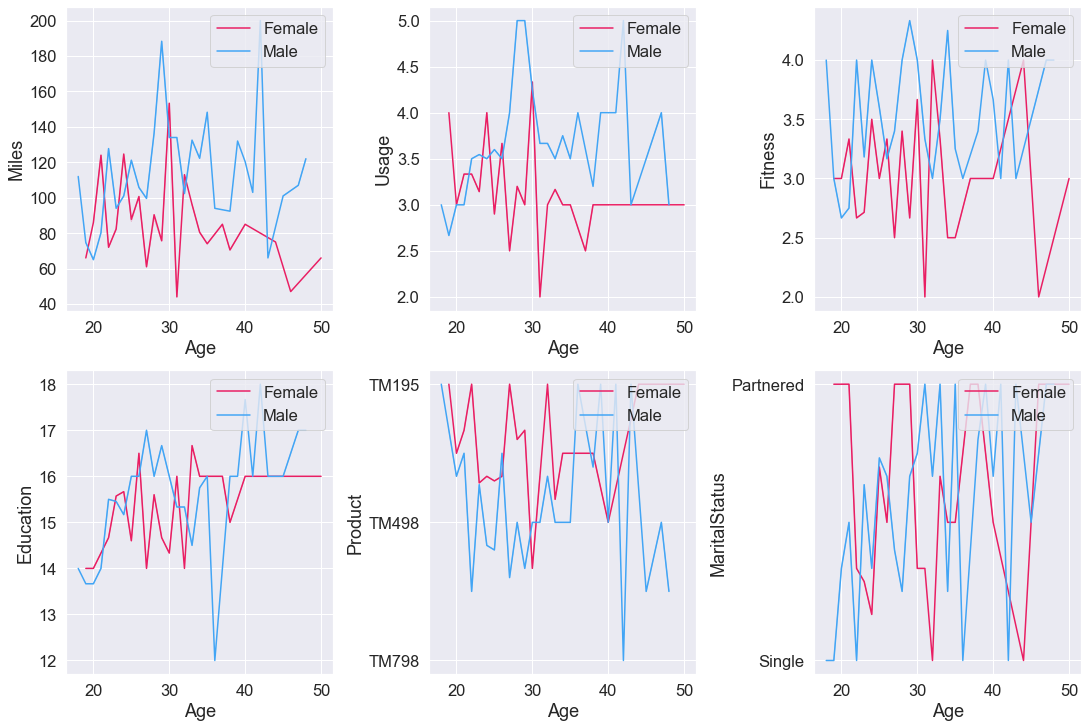 200
180
160
140
120
100
80
60
40
Miles
20
30
40
50
Age
Female
Male
5.0
4.5
4.0
3.5
3.0
2.5
2.0
Usage
20
30
40
50
Age
Female
Male
4.0
3.5
3.0
2.5
2.0
Fitness
20
30
40
50
Age
Female
Male
18
17
16
15
14
13
12
Education
20
30
40
50
Age
Female
Male
TM195
TM498
TM798
Product
20
30
40
50
Age
Female
Male
Partnered
Single
MaritalStatus
20
30
40
50
Age
Female
Male